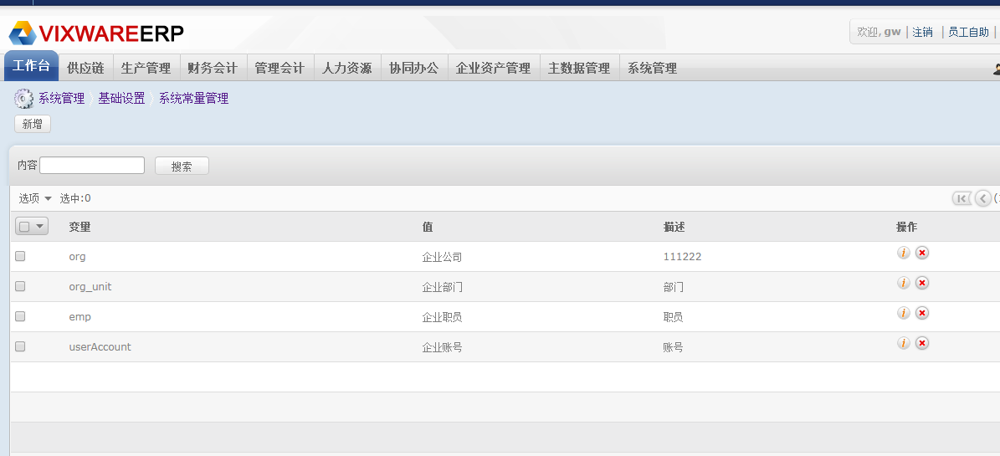 VIXWAREERP
欢迎, gw | 注销 | 员工自助 |
工作台 供应链 生产管理 财务会计 管理会计 人力资源 协同办公 企业资产管理 主数据管理 系统管理
系统管理 基础设置 系统常量管理
新增
内容 搜索
选项 选中:0
变量 值 描述 操作
org 企业公司 111222
org_unit 企业部门 部门
emp 企业职员 职员
userAccount 企业账号 账号